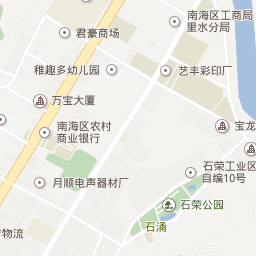 南海区工商局
里水分局
君豪商场
稚趣多幼儿园
艺丰彩印厂
万宝大厦
宝龙
南海区农村
商业银行
石荣工业区
自编10号
月顺电声器材厂
石荣公园
石涌
物流